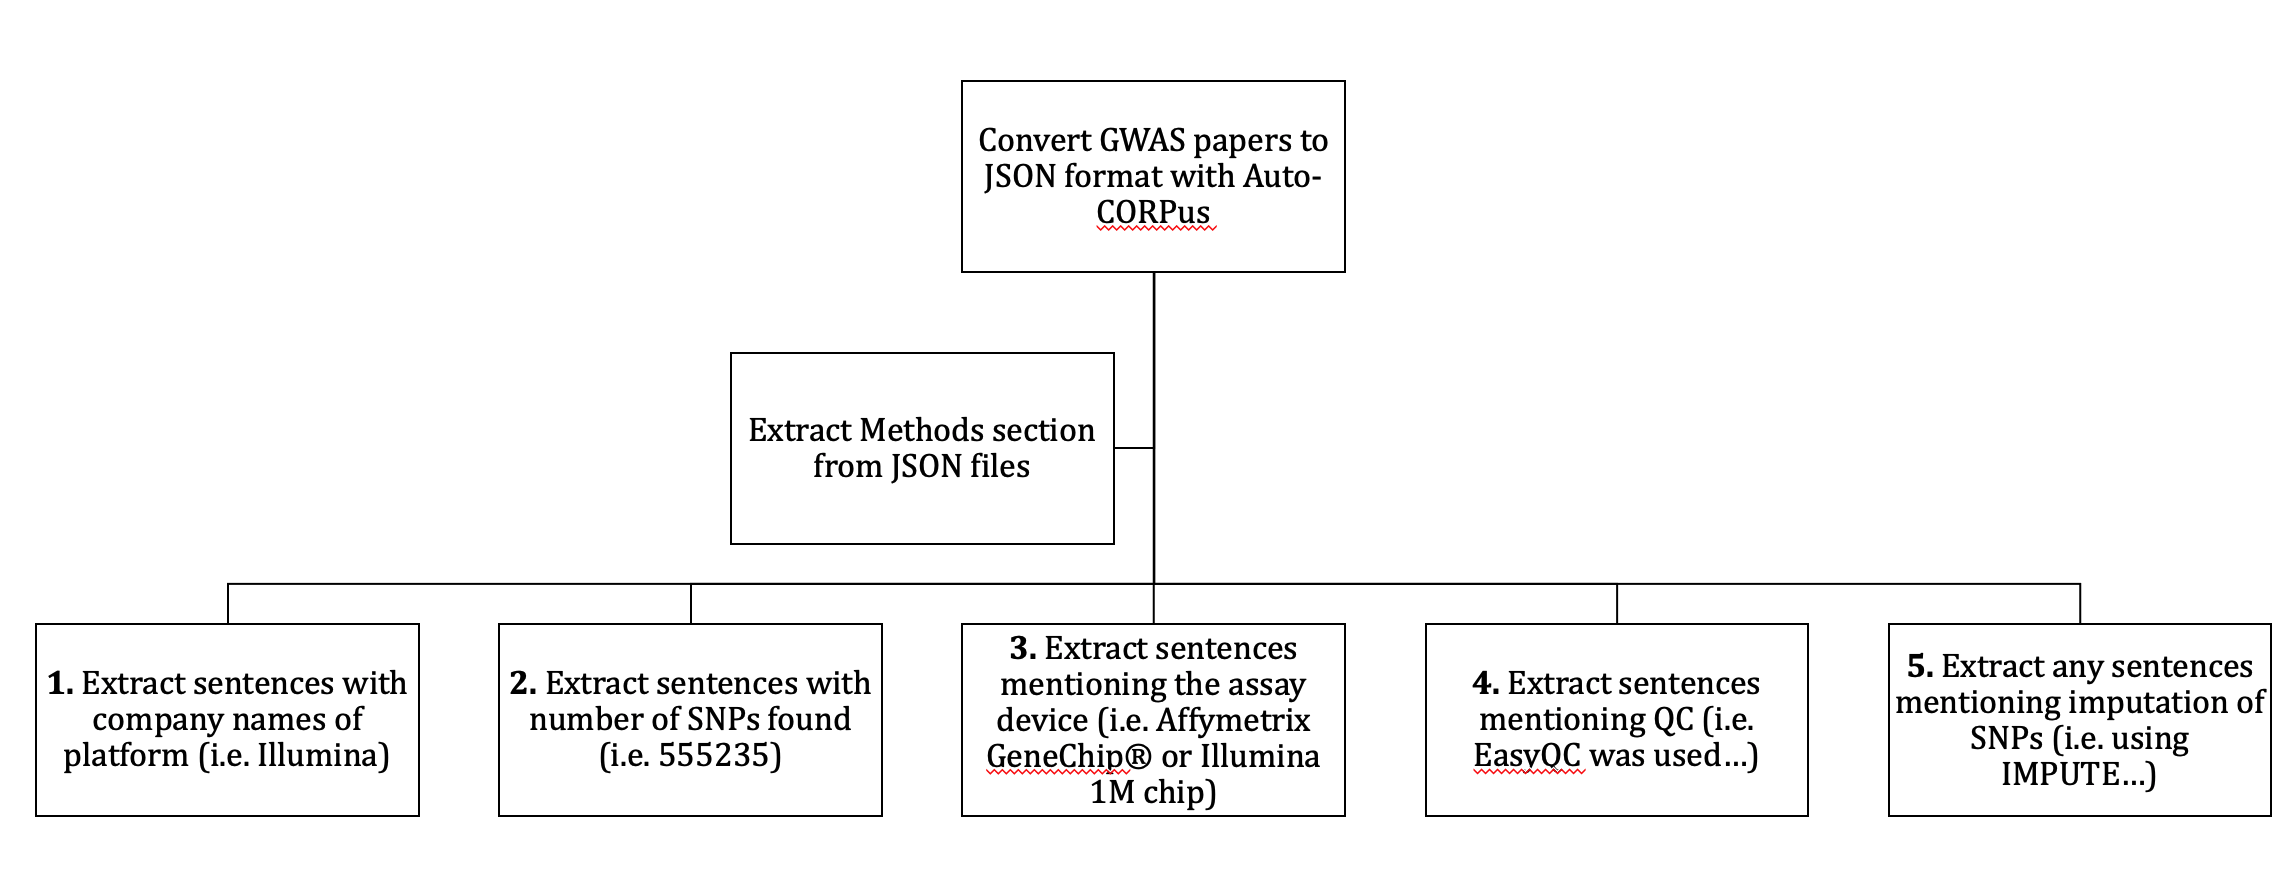 Convert GWAS papers to
JSON format with Auto-
CORPus
Extract Methods section
from JSON files
1. Extract sentences with
company names of
platform (i.e. Illumina)
2. Extract sentences with
number of SNPs found
(i.e. 555235)
3. Extract sentences
mentioning the assay
device (i.e. Affymetrix
GeneChip® or Illumina
1M chip)
4. Extract sentences
mentioning QC (i.e.
EasyQC was used...)
5. Extract any sentences
mentioning imputation of
SNPs (i.e. using
IMPUTE...)